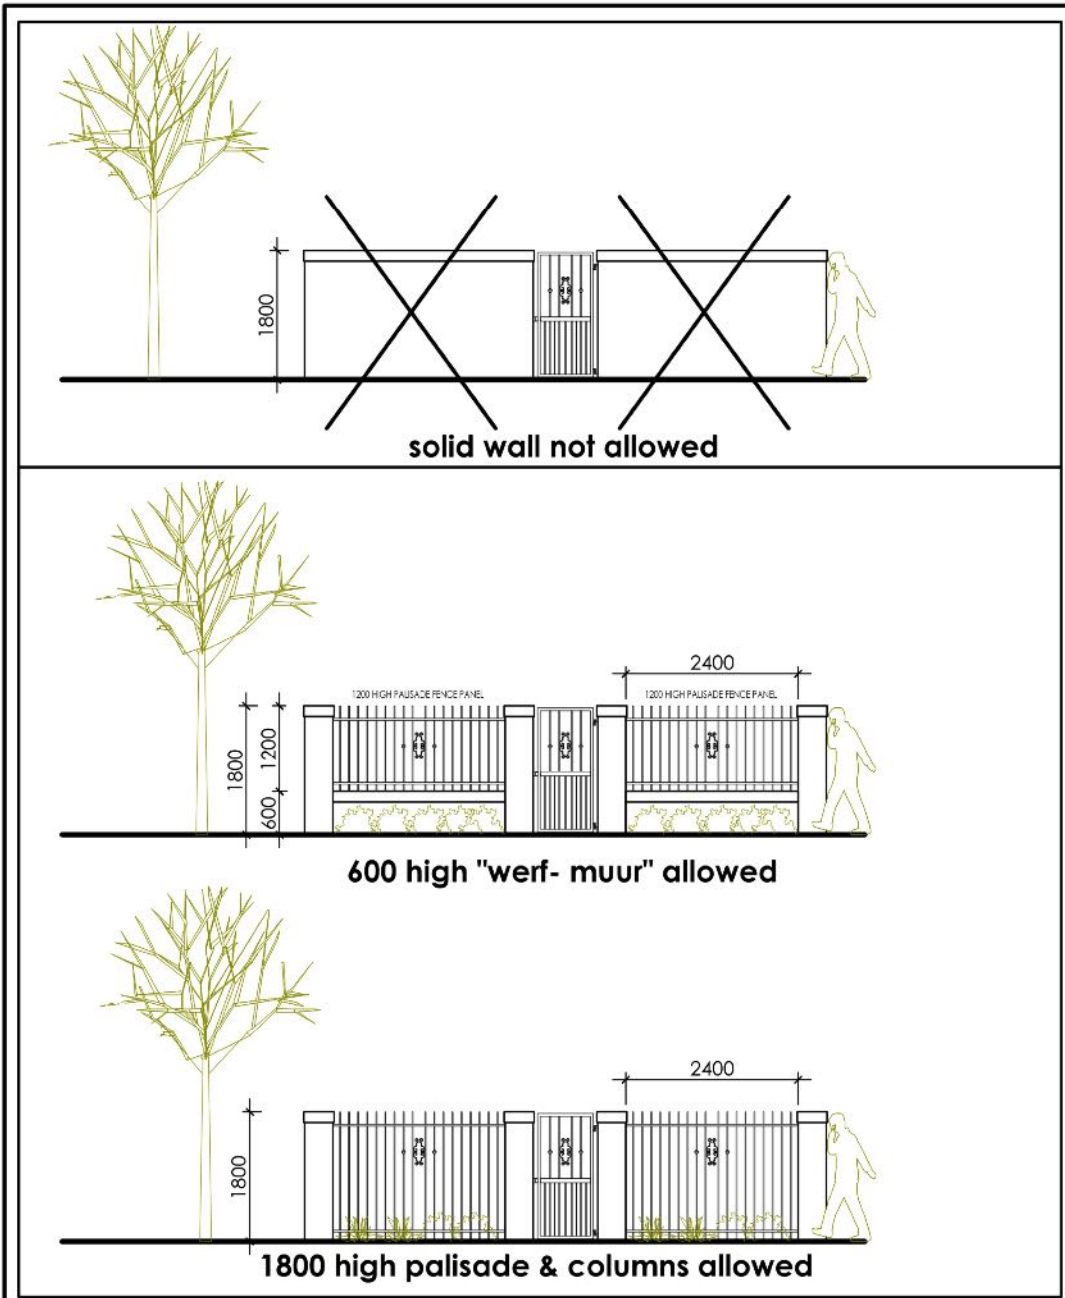 1800
solid wall not allowed
2400
1200 HIGH PALISADE FENCE PANEL
1200 HIGH PALISADE FENCE PANEL
1800
1200
600
600 high "werf- muur" allowed
2400
1800
1800 high palisade & columns allowed